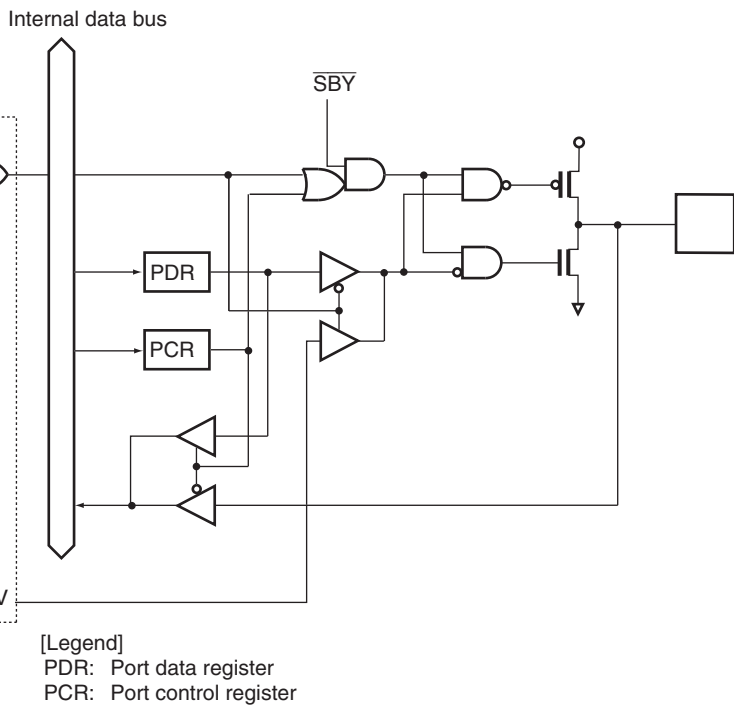 Internal data bus
SBY
PDR
PCR
[Legend]
PDR: Port data register
PCR: Port control register